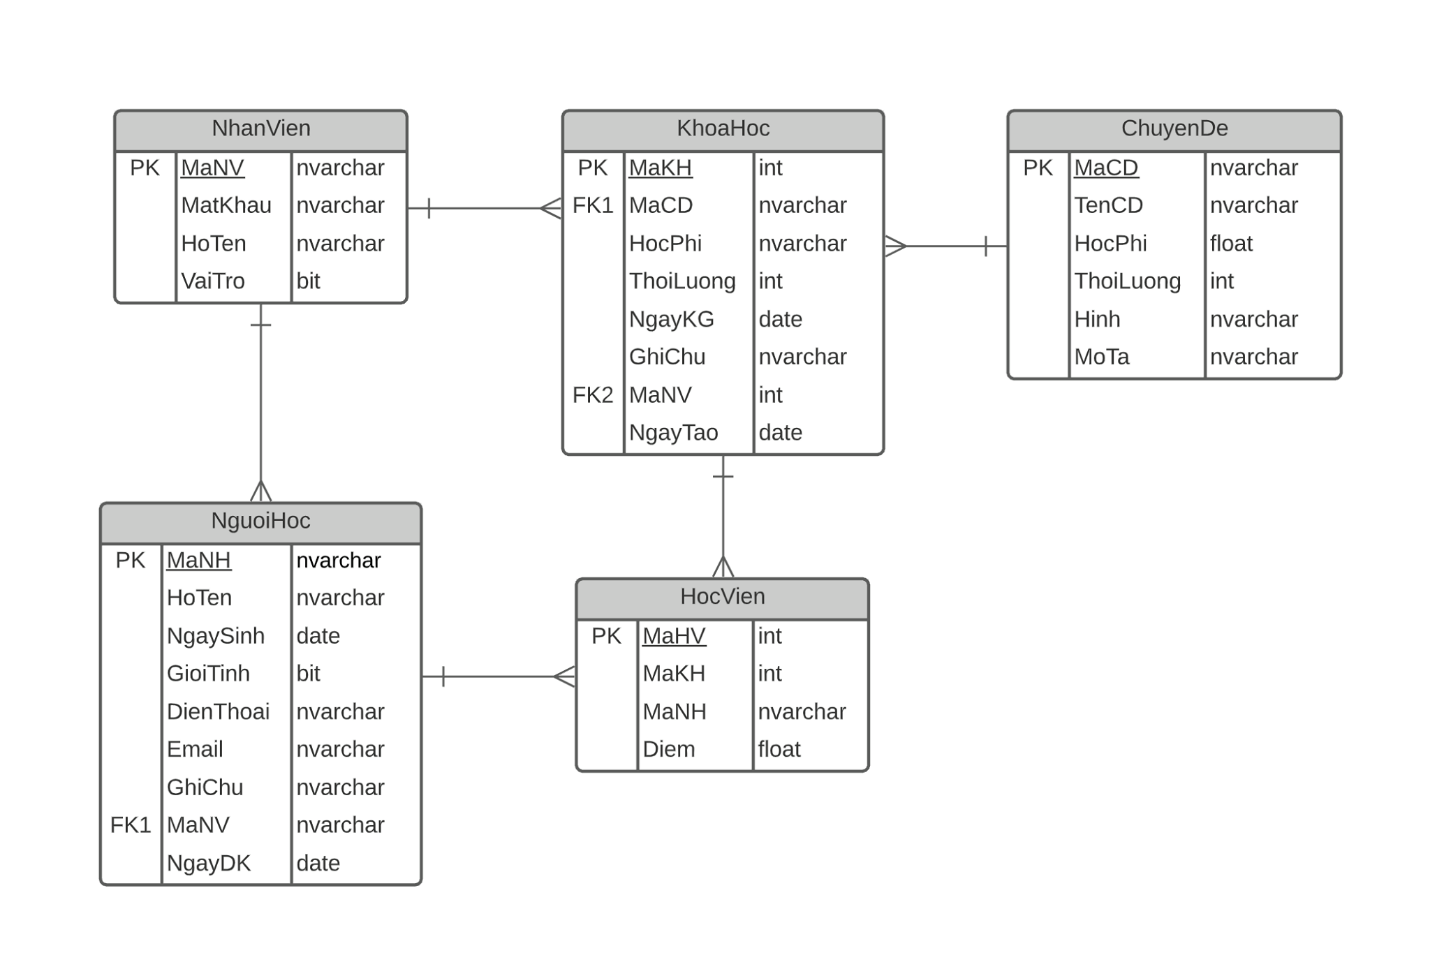 NhanVien
PK MaNV nvarchar
MatKhau nvarchar
HoTen nvarchar
VaiTro bit
KhoaHoc
PK MaKH int
FK1 MaCD nvarchar
HocPhi nvarchar
ThoiLuong int
NgayKG date
GhiChu nvarchar
FK2 MaNV int
NgayTao date
ChuyenDe
PK MaCD nvarchar
TenCD nvarchar
HocPhi float
ThoiLuong int
Hinh nvarchar
MoTa nvarchar
NguoiHoc
PK MaNH nvarchar
HoTen nvarchar
NgaySinh date
GioiTinh bit
DienThoai nvarchar
Email nvarchar
GhiChu nvarchar
FK1 MaNV nvarchar
NgayDK date
HocVien
PK MaHV int
MaKH int
MaNH nvarchar
Diem float